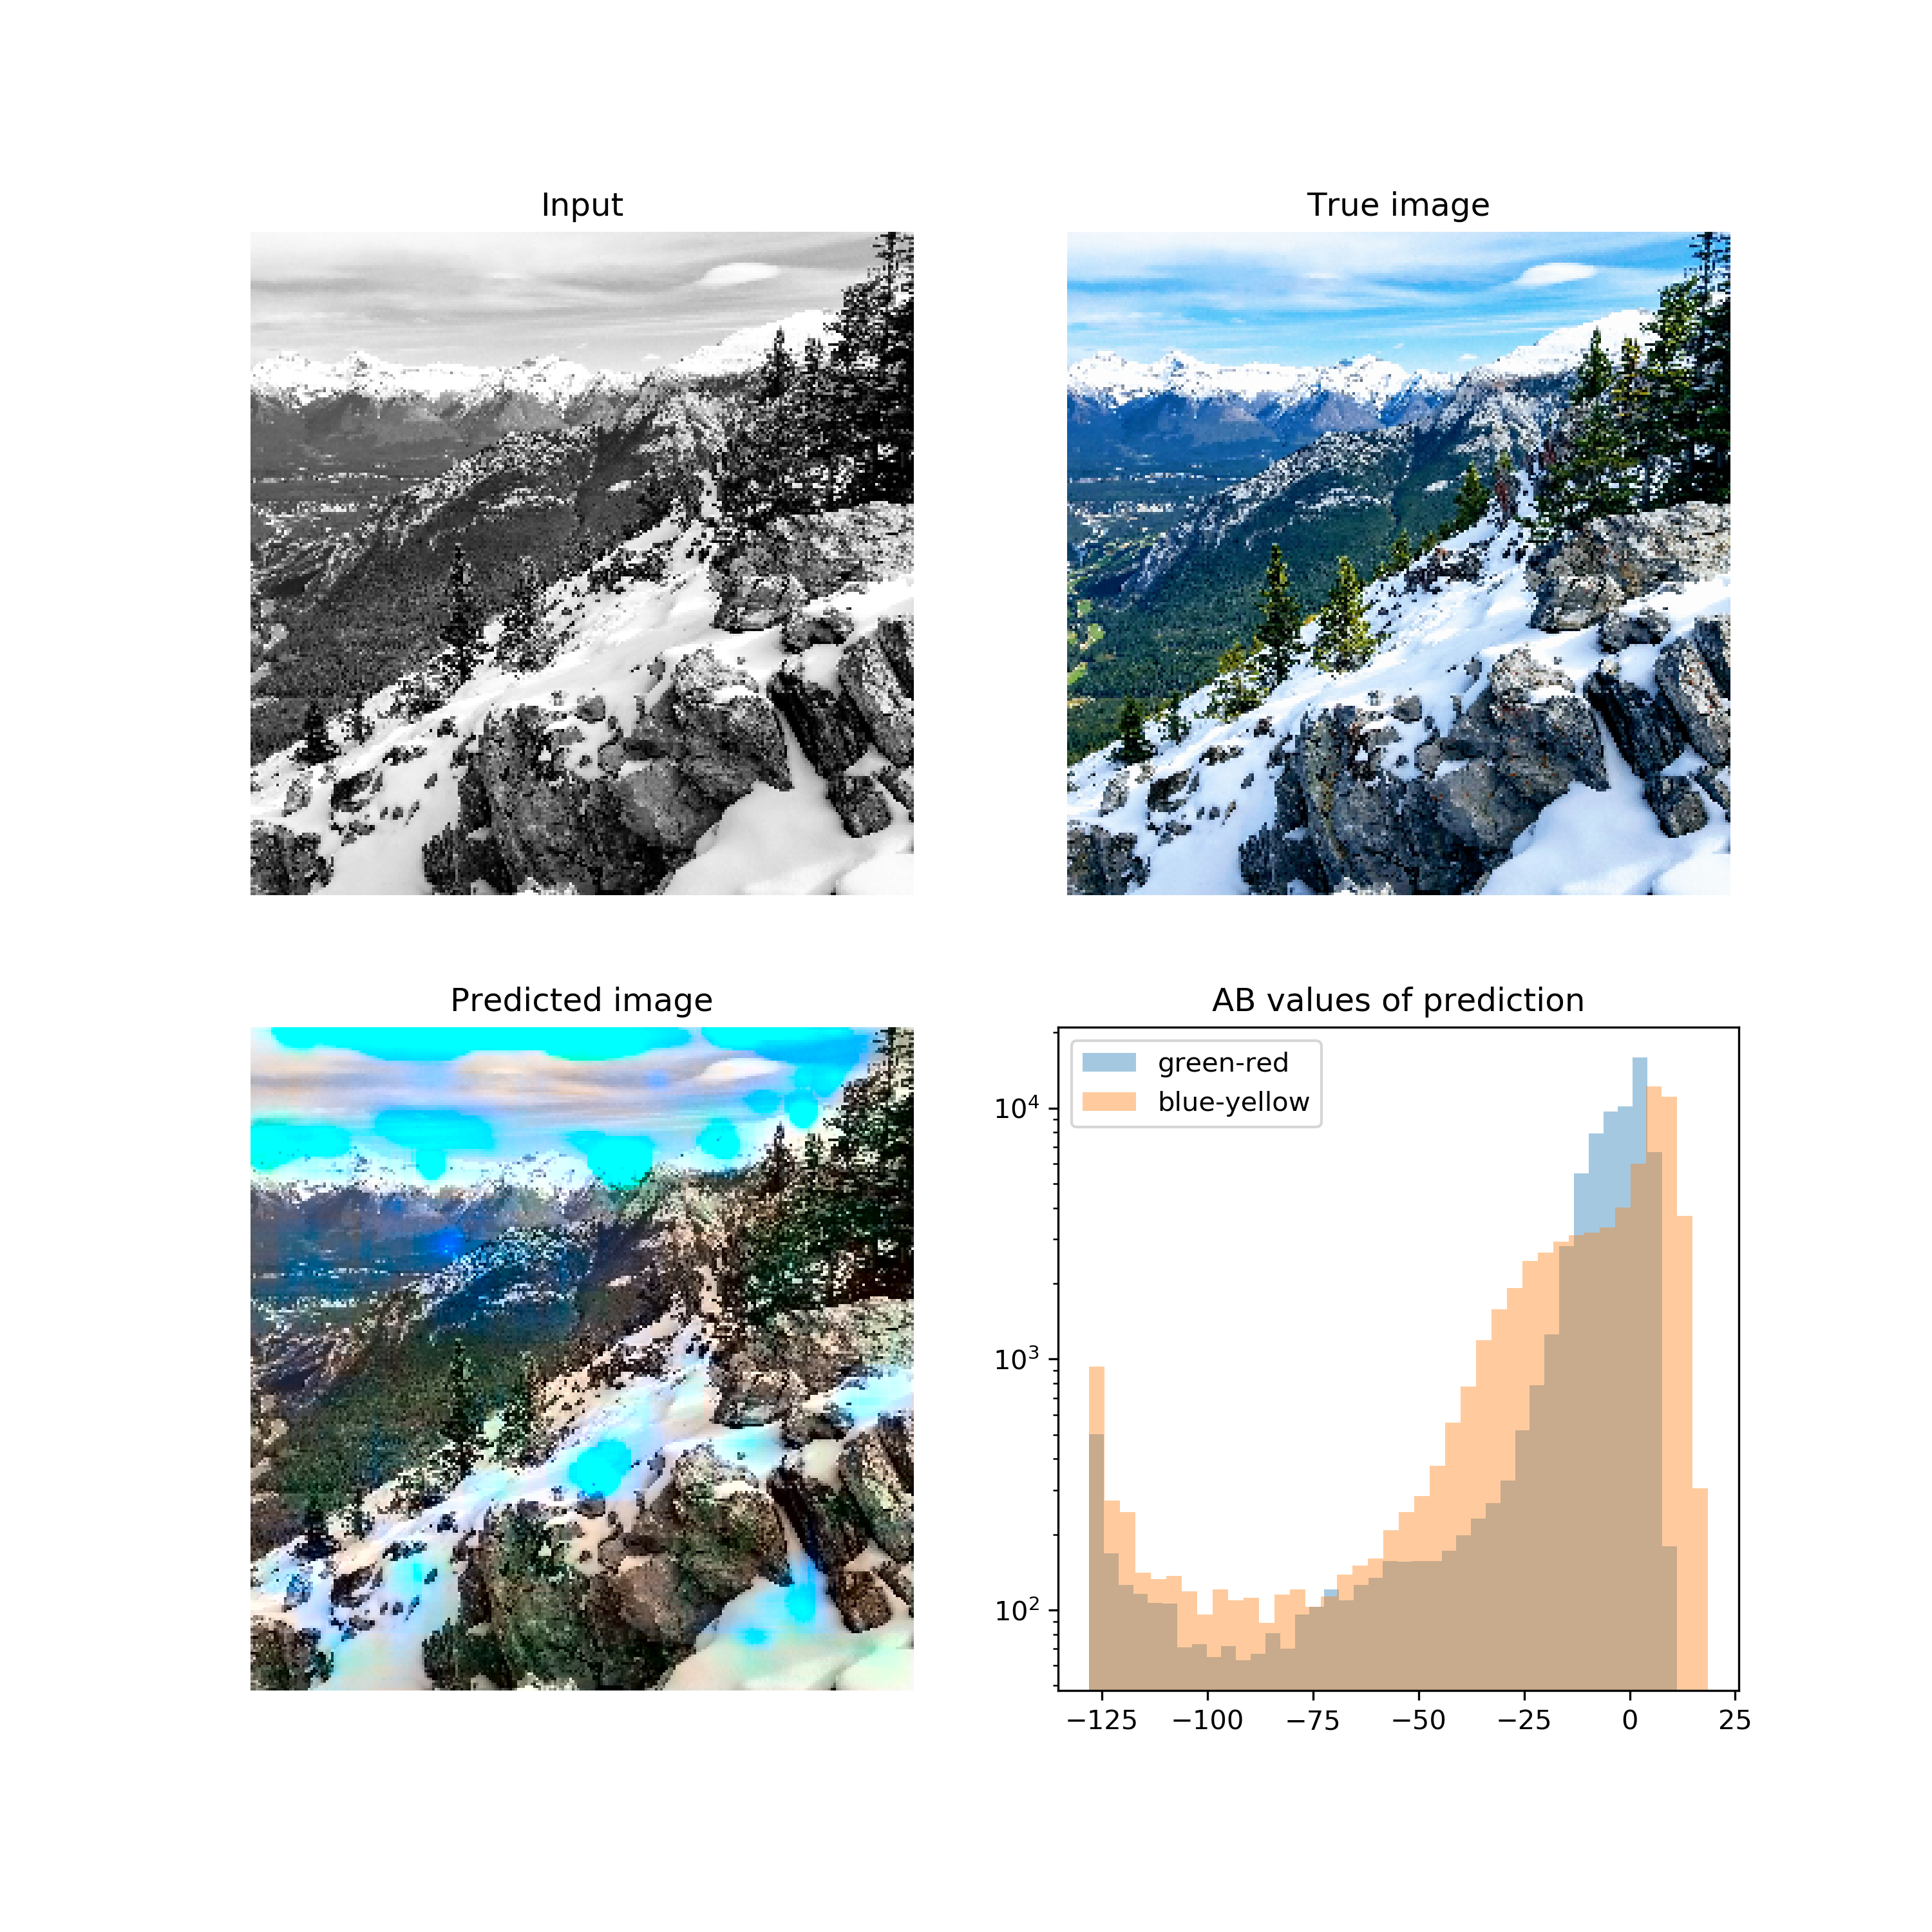 Input
True image
Predicted image
AB values of prediction
green-red
blue-yellow
10⁴
10³
10²
−125
−100
−75
−50
−25
0
25